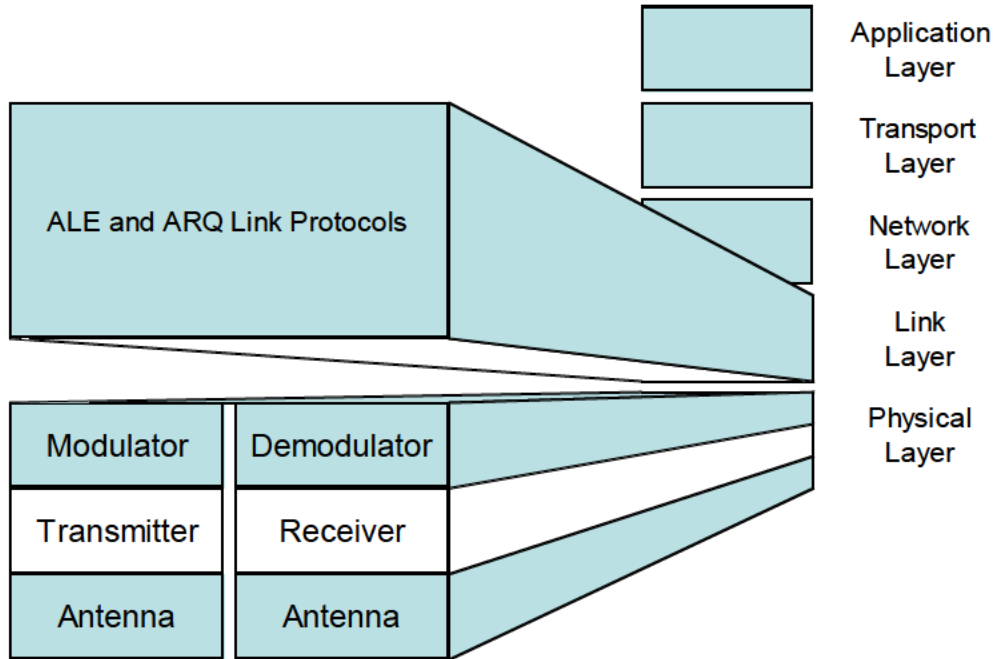 Application
Layer
Transport
Layer
ALE and ARQ Link Protocols
Network
Layer
Link
Layer
Physical
Layer
Modulator
Demodulator
Transmitter
Receiver
Antenna
Antenna